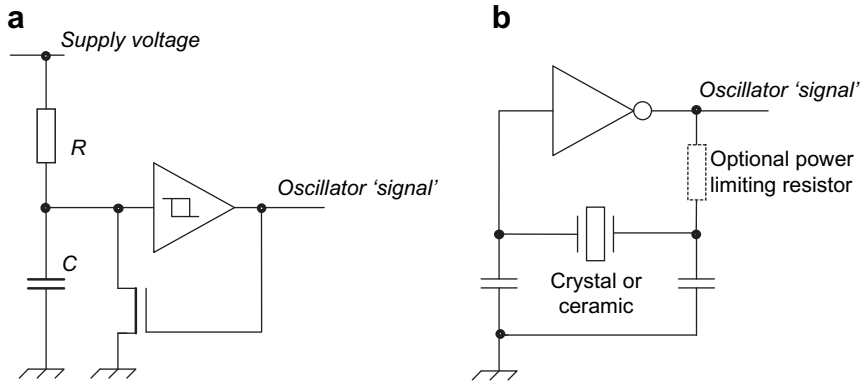 a
Supply voltage
R
Oscillator ‘signal’
C
b
Oscillator ‘signal’
Optional power
limiting resistor
Crystal or
ceramic